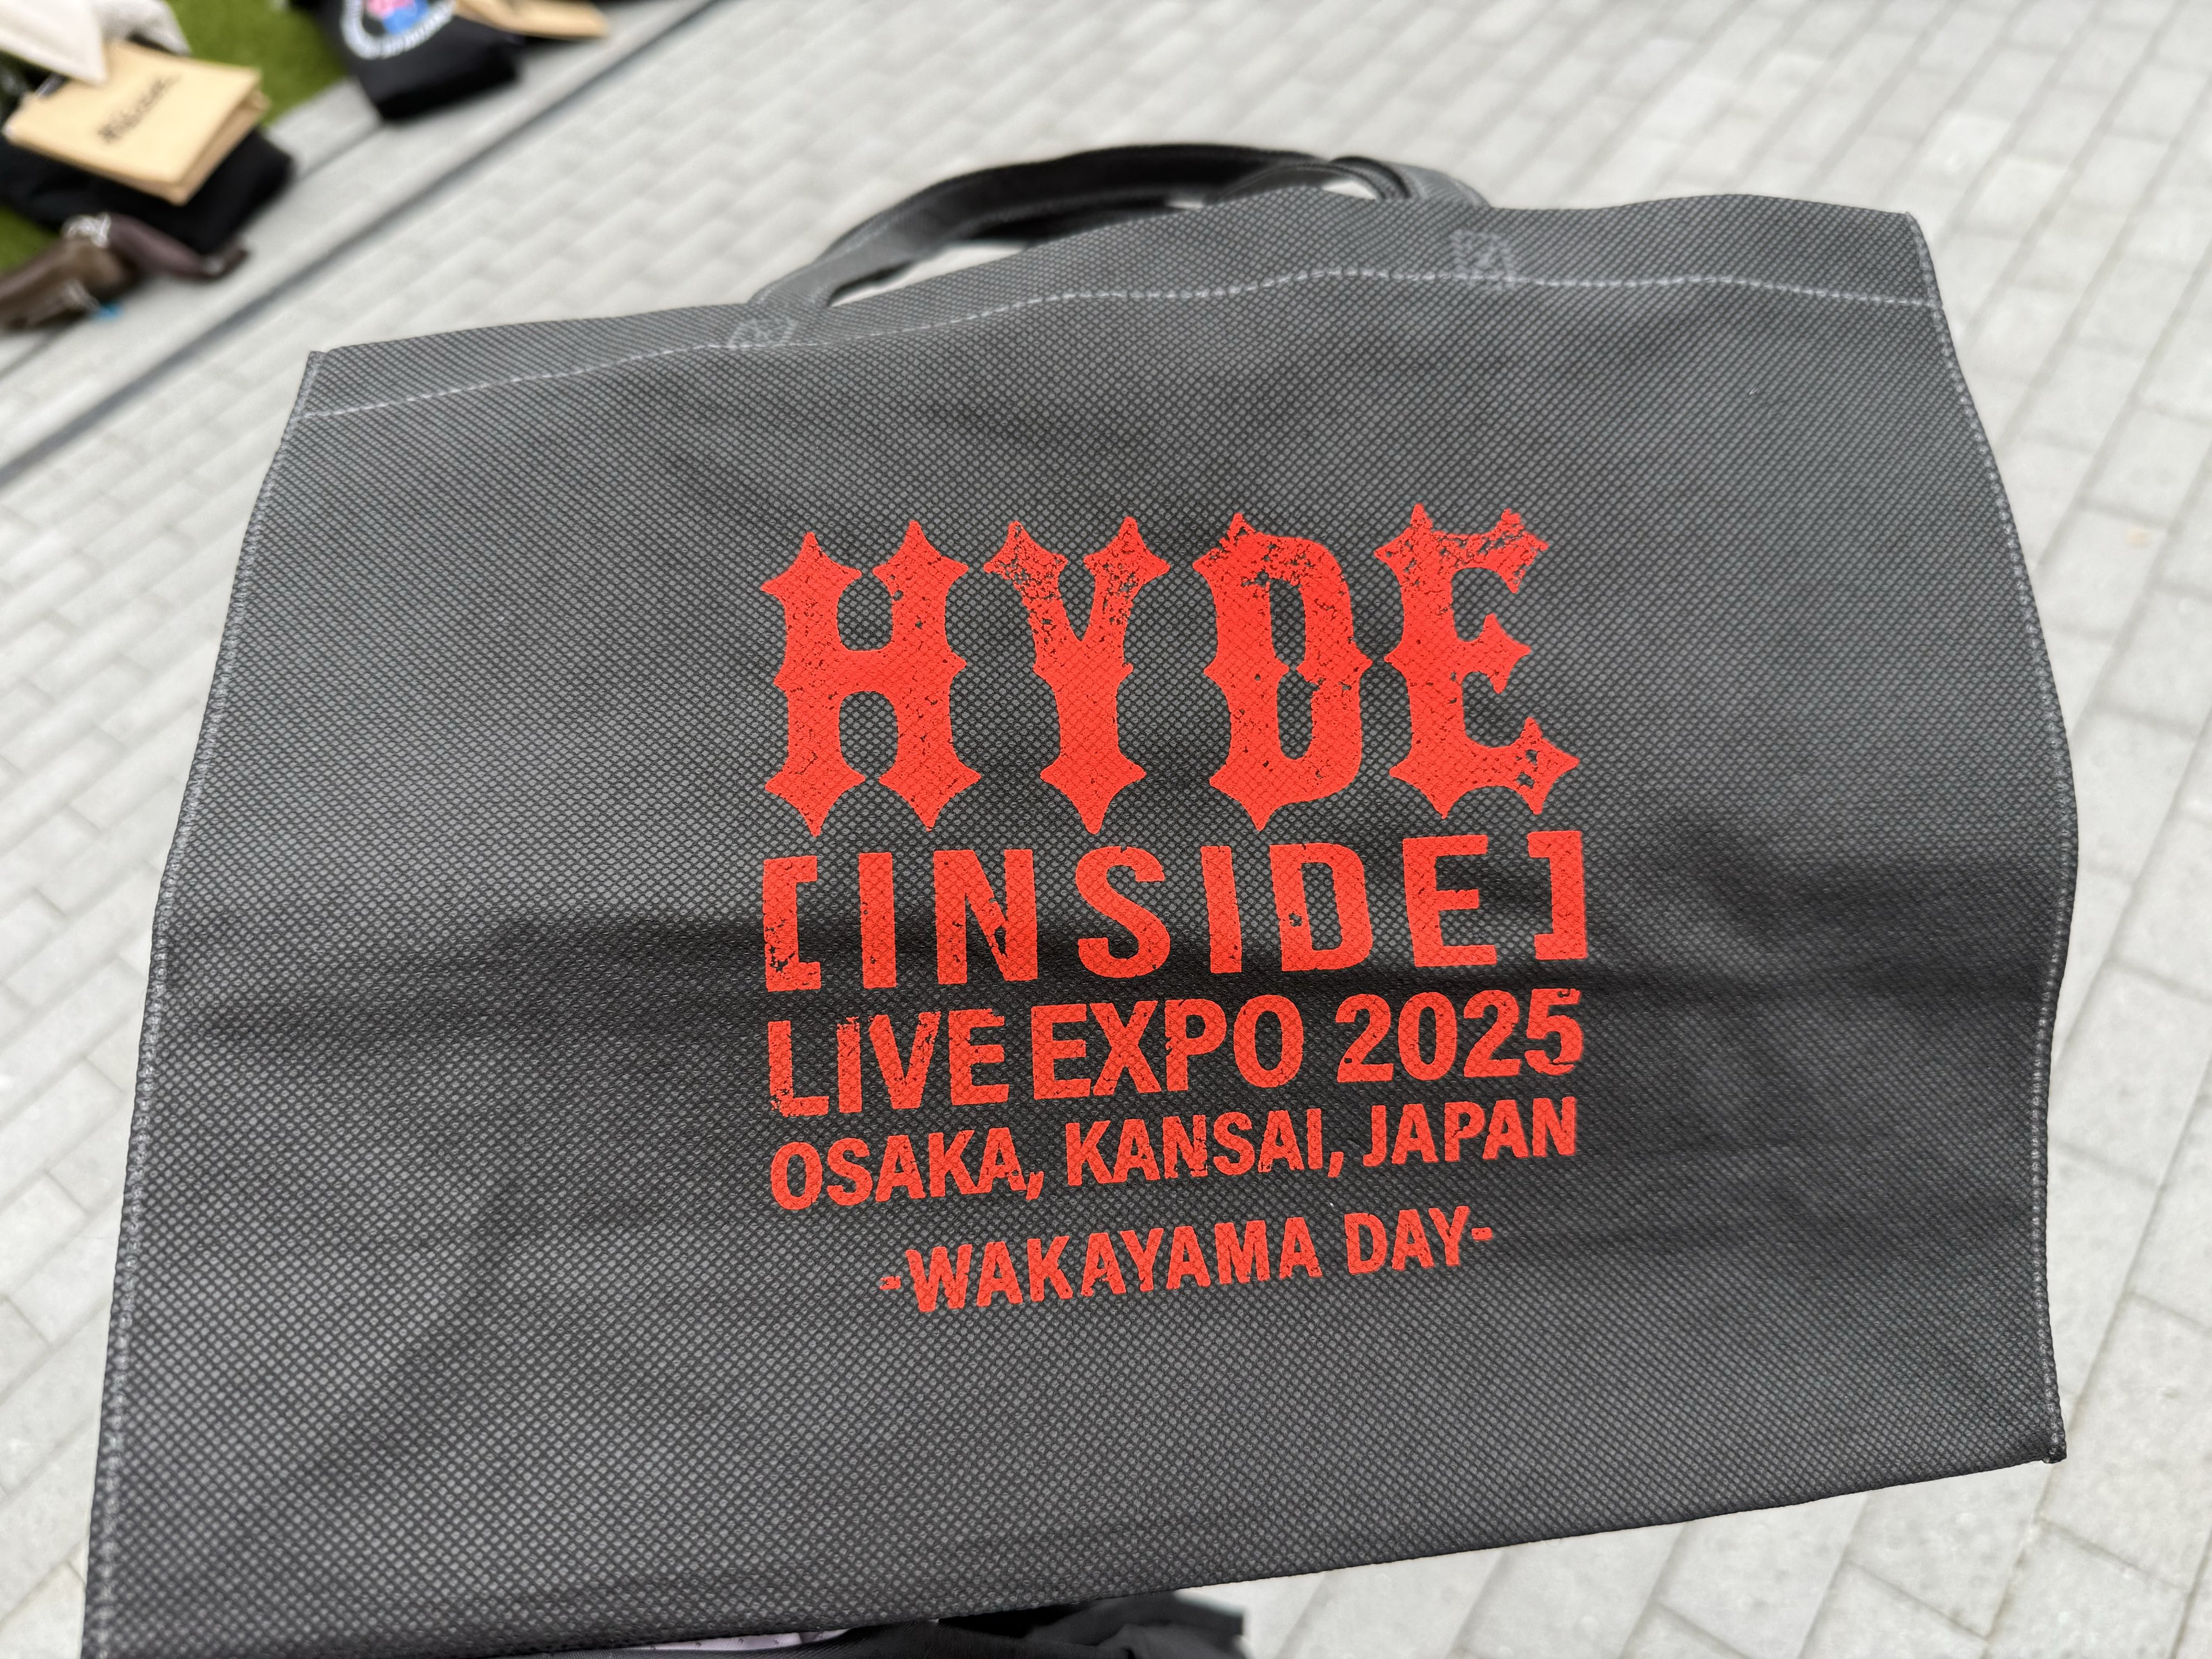 HYDE
[INSIDE]
LIVE EXPO 2025
OSAKA, KANSAI, JAPAN
-WAKAYAMA DAY-